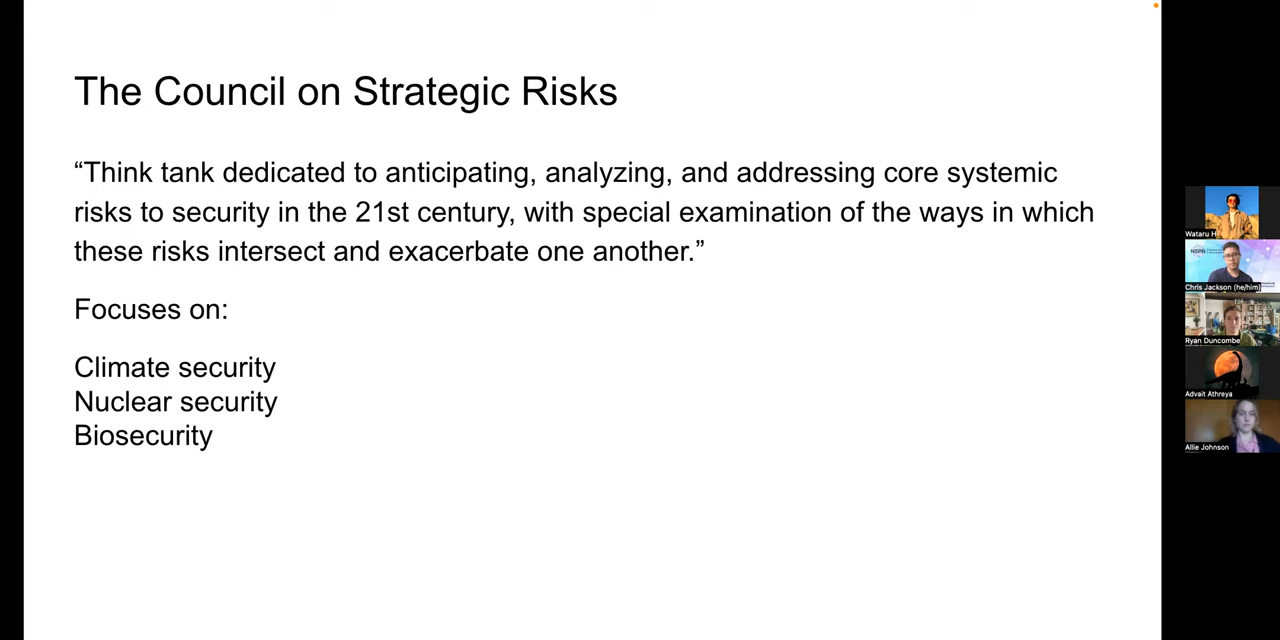 The Council on Strategic Risks
“Think tank dedicated to anticipating, analyzing, and addressing core systemic
risks to security in the 21st century, with special examination of the ways in which
these risks intersect and exacerbate one another.”
Focuses on:
Climate security
Nuclear security
Biosecurity
Wataru H
NSPN
Chris Jackson (he/him)
Ryan Duncombe
Advait Athreya
Allie Johnson